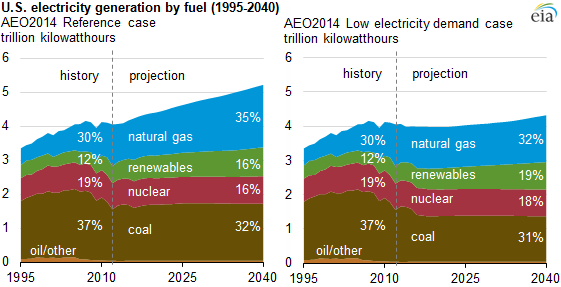 U.S. electricity generation by fuel (1995-2040)
eia
AEO2014 Reference case
trillion kilowatthours
6
5
4
3
2
1
0
history
projection
30%
12%
19%
37%
oil/other
natural gas
renewables
nuclear
coal
35%
16%
16%
32%
1995
2010
2025
2040
AEO2014 Low electricity demand case
trillion kilowatthours
6
5
4
3
2
1
0
history
projection
30%
12%
19%
37%
oil/other
natural gas
renewables
nuclear
coal
32%
19%
18%
31%
1995
2010
2025
2040